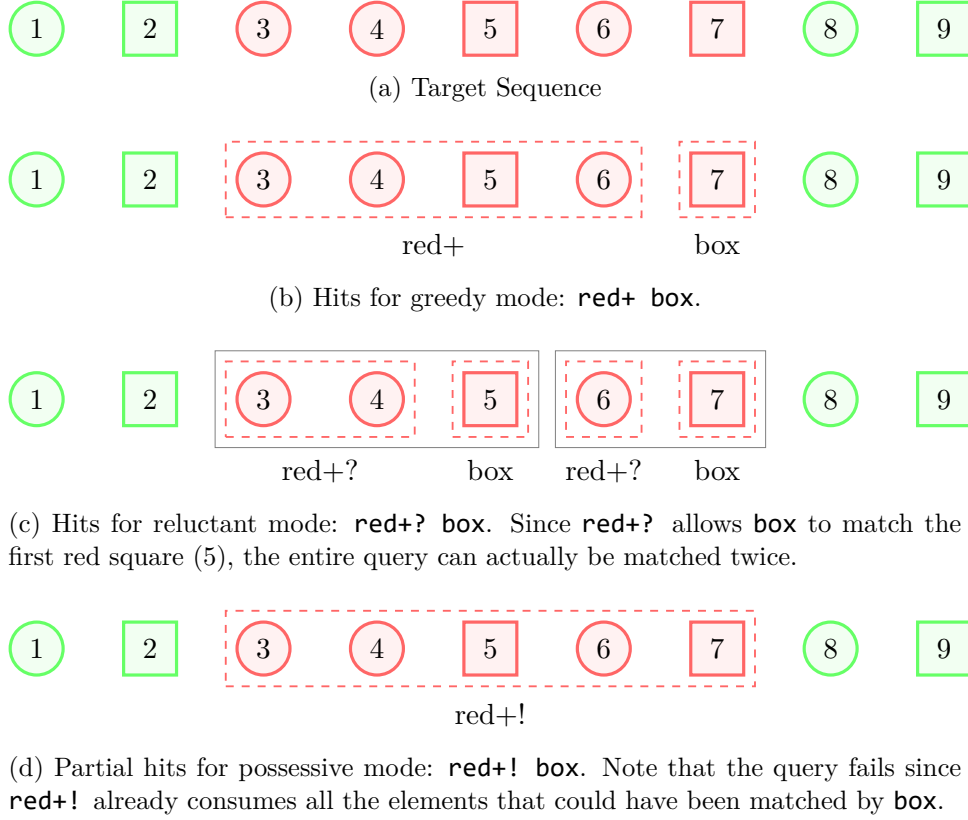 1 2 3 4 5 6 7 8 9
(a) Target Sequence
1 2 3 4 5 6 7 8 9
red+ box
(b) Hits for greedy mode: red+ box.
1 2 3 4 5 6 7 8 9
red+? box red+? box
(c) Hits for reluctant mode: red+? box. Since red+? allows box to match the
first red square (5), the entire query can actually be matched twice.
1 2 3 4 5 6 7 8 9
red+!
(d) Partial hits for possessive mode: red+! box. Note that the query fails since
red+! already consumes all the elements that could have been matched by box.